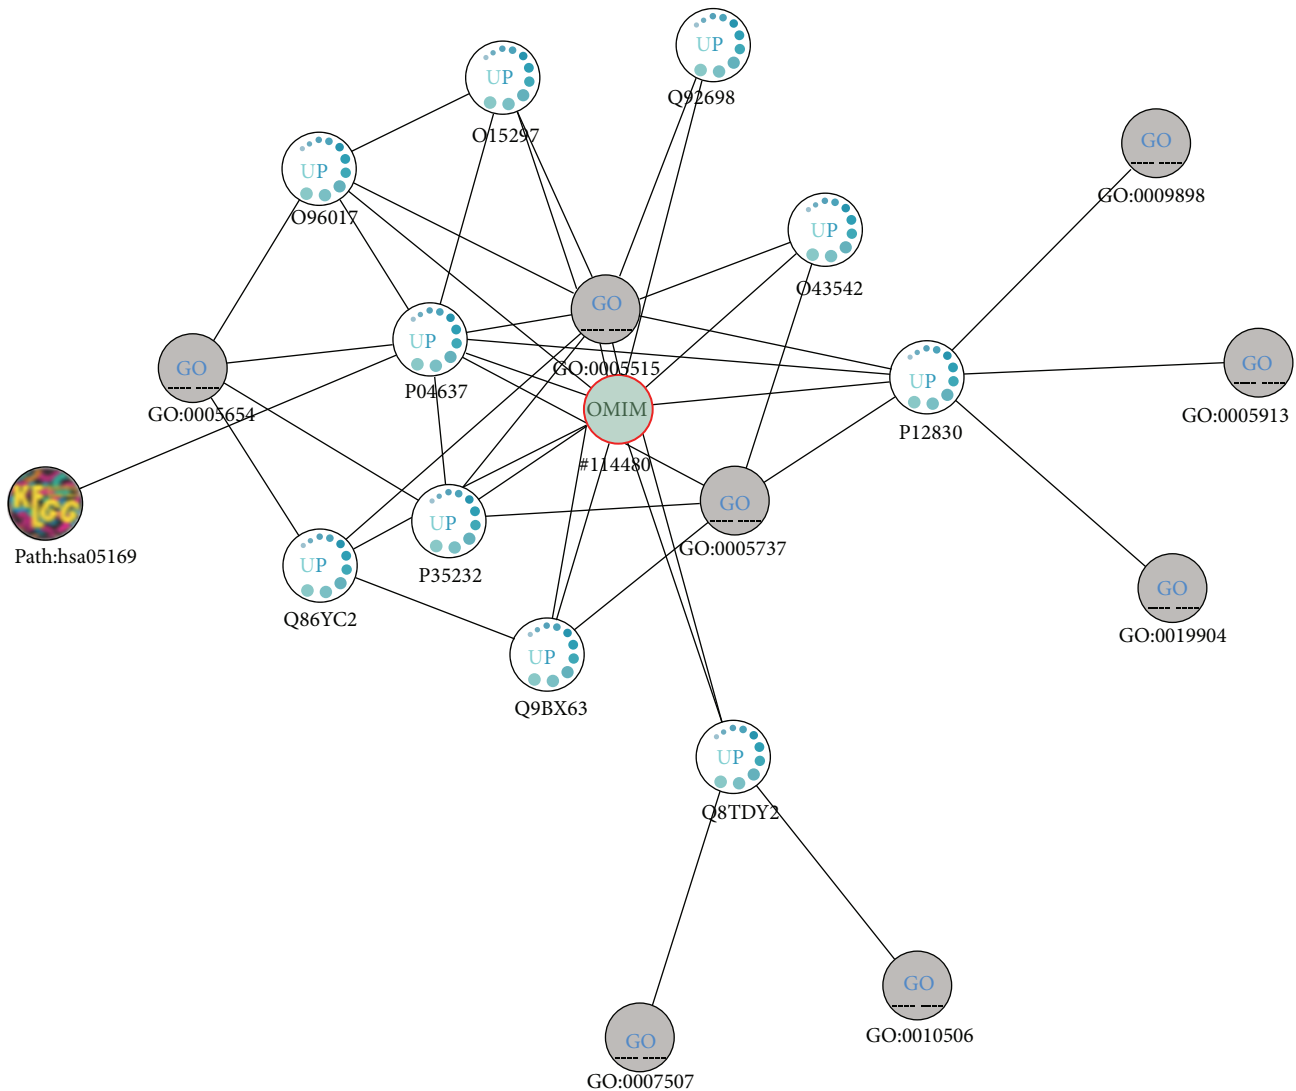 UP
Q92698
UP
O15297
GO
GO:0009898
UP
O96017
UP
O43542
GO
GO:0005515
UP
P04637
GO
GO:0005654
GO
GO:0005913
UP
P12830
OMIM
#114480
KEGG
Path:hsa05169
GO
GO:0005737
UP
P35232
UP
Q86YC2
GO
GO:0019904
UP
Q9BX63
UP
Q8TDY2
GO
GO:0010506
GO
GO:0007507